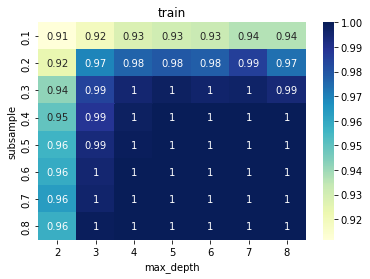 train
0.1 0.91 0.92 0.93 0.93 0.93 0.94 0.94
0.2 0.92 0.97 0.98 0.98 0.98 0.99 0.97
0.3 0.94 0.99 1 1 1 1 0.99
0.4 0.95 0.99 1 1 1 1 1
0.5 0.96 0.99 1 1 1 1 1
0.6 0.96 1 1 1 1 1 1
0.7 0.96 1 1 1 1 1 1
0.8 0.96 1 1 1 1 1 1
2 3 4 5 6 7 8
max_depth
subsample
1.00
0.99
0.98
0.97
0.96
0.95
0.94
0.93
0.92